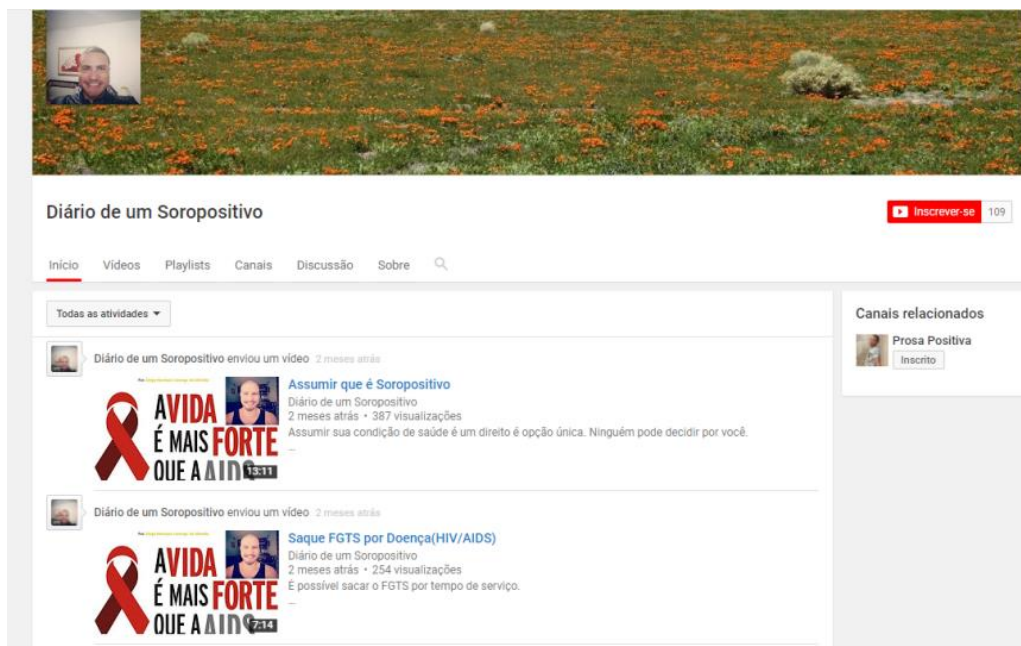 Diário de um Soropositivo
Inscrever-se 109
Início Vídeos Playlists Canais Discussão Sobre
Todas as atividades
Diário de um Soropositivo enviou um vídeo 2 meses atrás
A VIDA
É MAIS FORTE
QUE A AIDS
13:11
Assumir que é Soropositivo
Diário de um Soropositivo
2 meses atrás • 387 visualizações
Assumir sua condição de saúde é um direito é opção única. Ninguém pode decidir por você.
...
Diário de um Soropositivo enviou um vídeo 2 meses atrás
A VIDA
É MAIS FORTE
QUE A AIDS
7:14
Saque FGTS por Doença(HIV/AIDS)
Diário de um Soropositivo
2 meses atrás • 254 visualizações
É possível sacar o FGTS por tempo de serviço.
...
Canais relacionados
Prosa Positiva
Inscrito